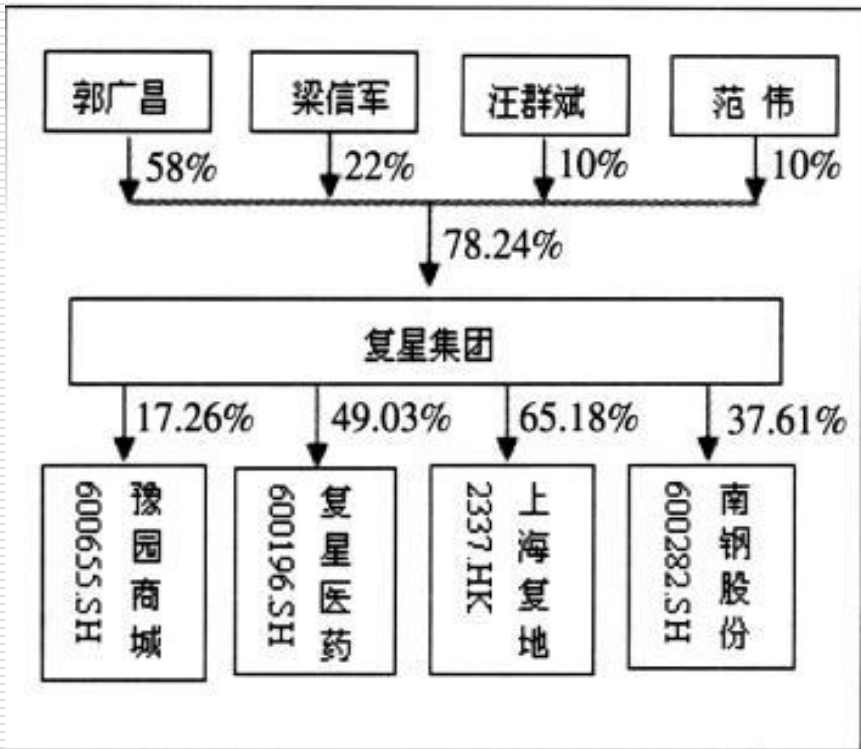 郭广昌
梁信军
汪群斌
范伟
58%
22%
10%
10%
78.24%
复星集团
17.26%
49.03%
65.18%
37.61%
豫园商城
600655.SH
复星医药
600196.SH
上海复地
2337.HK
南钢股份
600282.SH